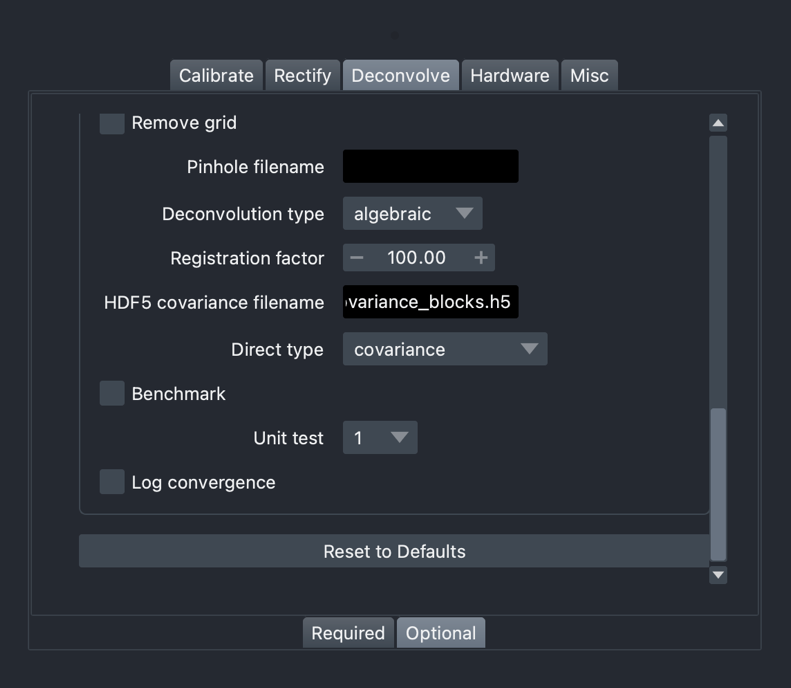 Calibrate Rectify Deconvolve Hardware Misc
Remove grid
Pinhole filename
Deconvolution type algebraic
Registration factor − 100.00 +
HDF5 covariance filename variance_blocks.h5
Direct type covariance
Benchmark
Unit test 1
Log convergence
Reset to Defaults
Required Optional